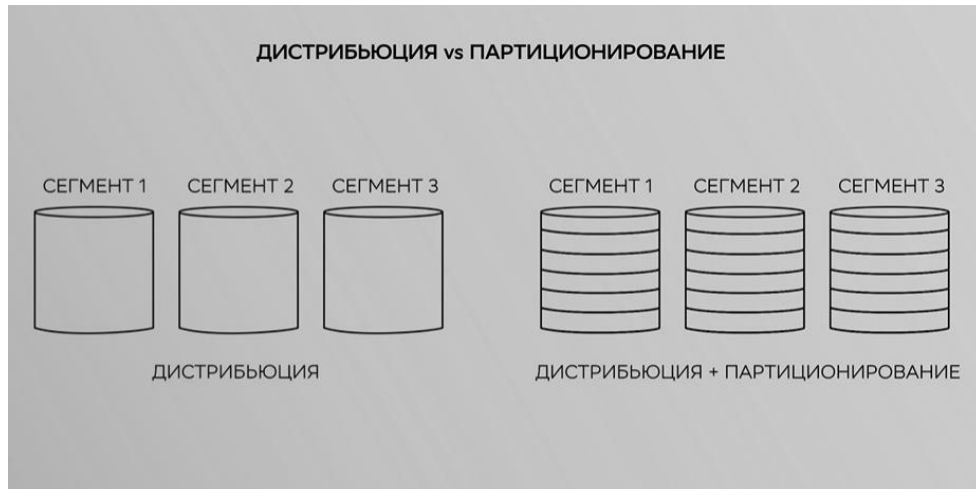 ДИСТРИБЬЮЦИЯ vs ПАРТИЦИОНИРОВАНИЕ
СЕГМЕНТ 1 СЕГМЕНТ 2 СЕГМЕНТ 3
ДИСТРИБЬЮЦИЯ
СЕГМЕНТ 1 СЕГМЕНТ 2 СЕГМЕНТ 3
ДИСТРИБЬЮЦИЯ + ПАРТИЦИОНИРОВАНИЕ